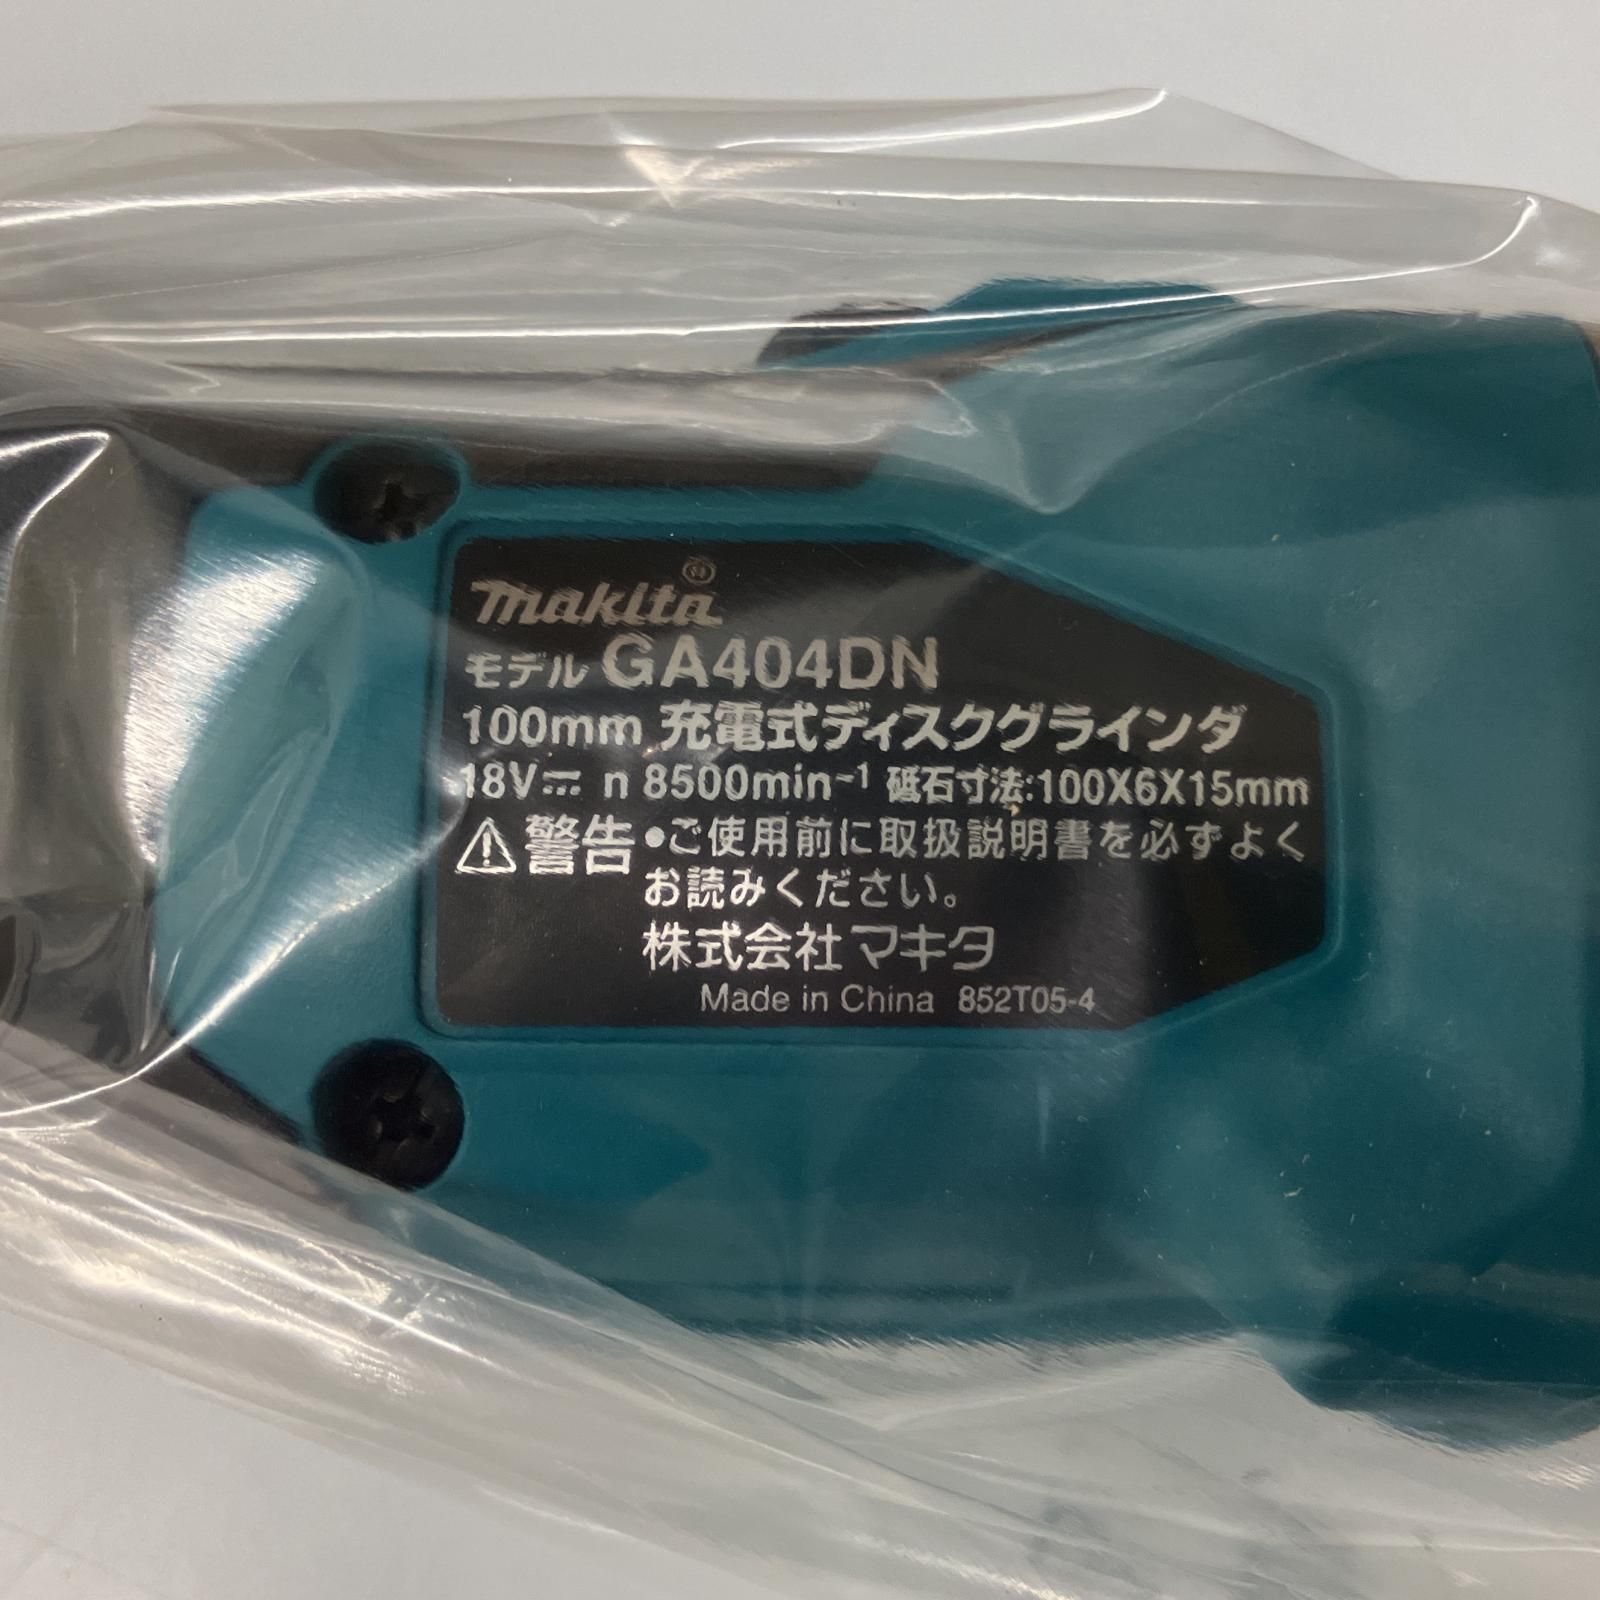 makita®
モデル GA404DN
100mm 充電式ディスクグラインダ
18V⎓ n 8500min⁻¹ 砥石寸法:100X6X15mm
⚠警告 •ご使用前に取扱説明書を必ずよく
お読みください。
株式会社マキタ
Made in China 852T05-4